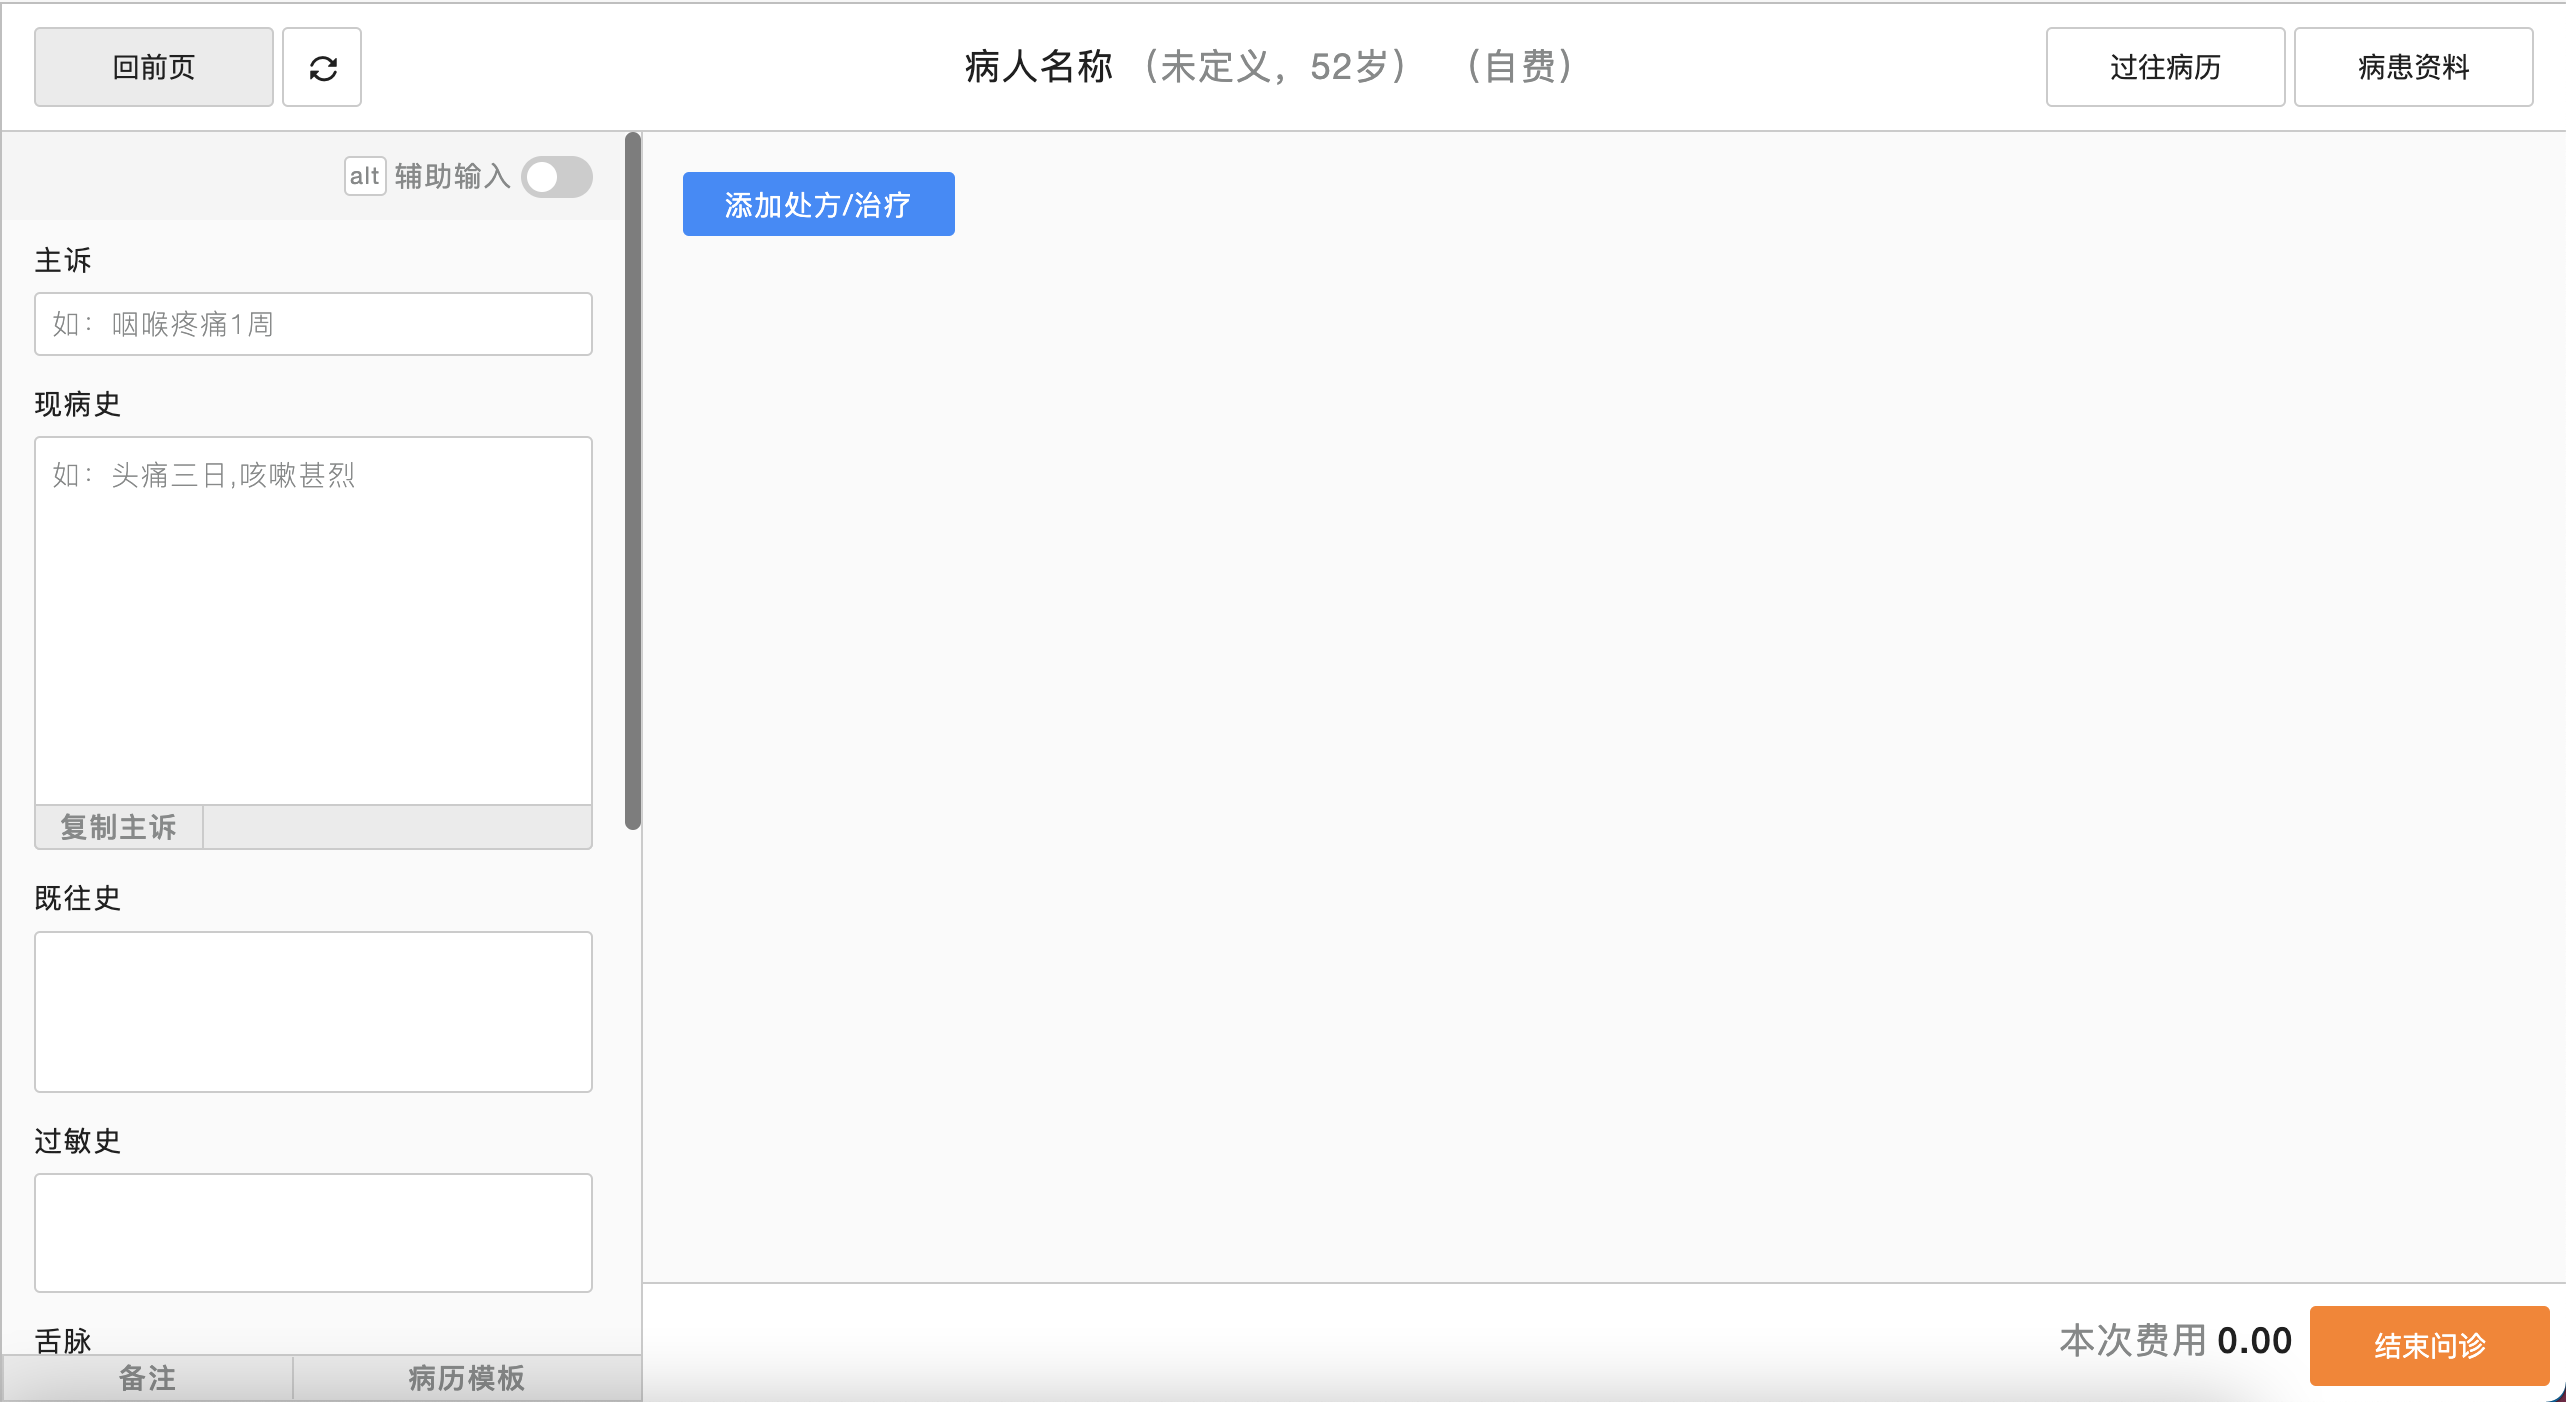 回前页
病人名称 （未定义，52岁） （自费）
过往病历
病患资料
alt 辅助输入
添加处方/治疗
主诉
如：咽喉疼痛1周
现病史
如：头痛三日,咳嗽甚烈
复制主诉
既往史
过敏史
舌脉
备注
病历模板
本次费用 0.00
结束问诊